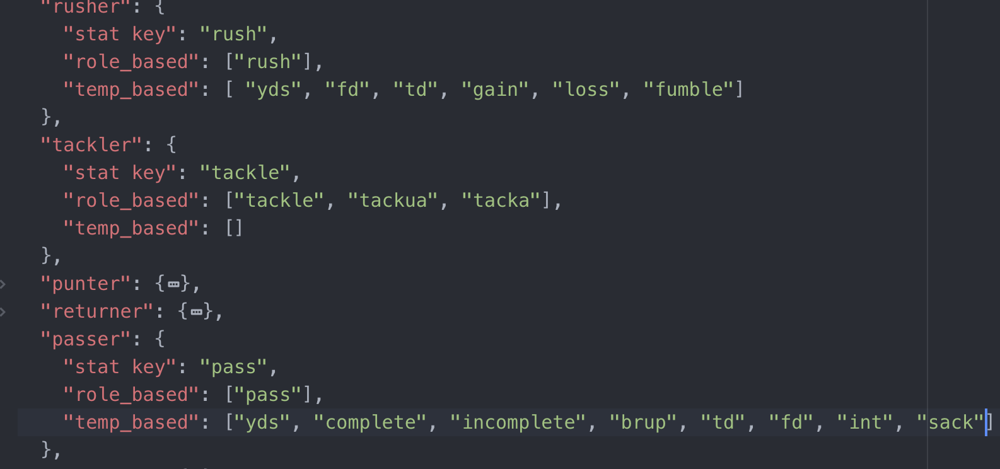 "rusher": {
"stat key": "rush",
"role_based": ["rush"],
"temp_based": [ "yds", "fd", "td", "gain", "loss", "fumble"]
},
"tackler": {
"stat key": "tackle",
"role_based": ["tackle", "tackua", "tacka"],
"temp_based": []
},
"punter": {…},
"returner": {…},
"passer": {
"stat key": "pass",
"role_based": ["pass"],
"temp_based": ["yds", "complete", "incomplete", "brup", "td", "fd", "int", "sack"]
},